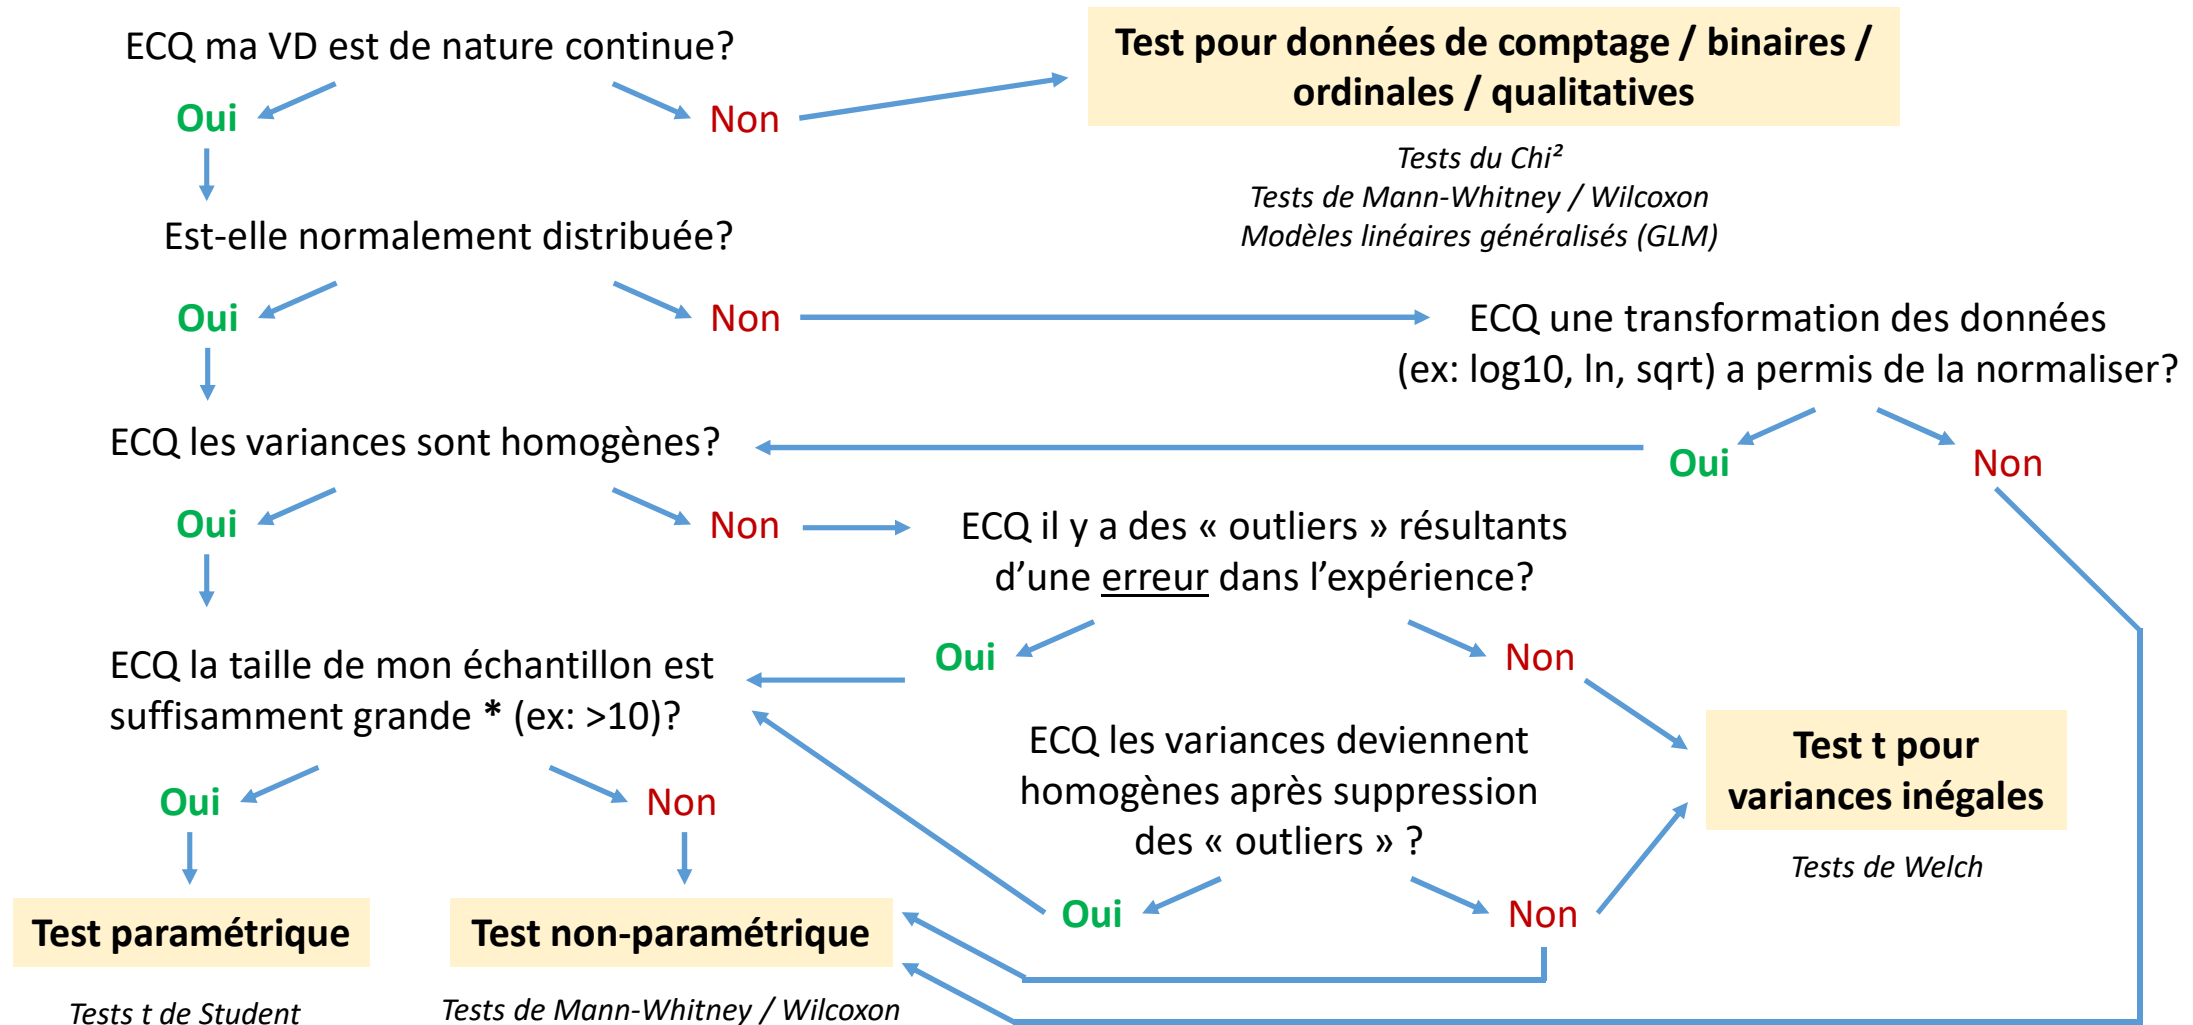 ECQ ma VD est de nature continue?
Test pour données de comptage / binaires /
ordinales / qualitatives
Oui
Non
Tests du Chi²
Tests de Mann-Whitney / Wilcoxon
Modèles linéaires généralisés (GLM)
Est-elle normalement distribuée?
Oui
Non
ECQ une transformation des données
(ex: log10, ln, sqrt) a permis de la normaliser?
ECQ les variances sont homogènes?
Oui
Non
Oui
Non
ECQ il y a des « outliers » résultants
d’une erreur dans l’expérience?
Oui
Non
ECQ la taille de mon échantillon est
suffisamment grande * (ex: >10)?
ECQ les variances deviennent
homogènes après suppression
des « outliers » ?
Test t pour
variances inégales
Tests de Welch
Oui
Non
Oui
Non
Test paramétrique
Test non-paramétrique
Tests t de Student
Tests de Mann-Whitney / Wilcoxon